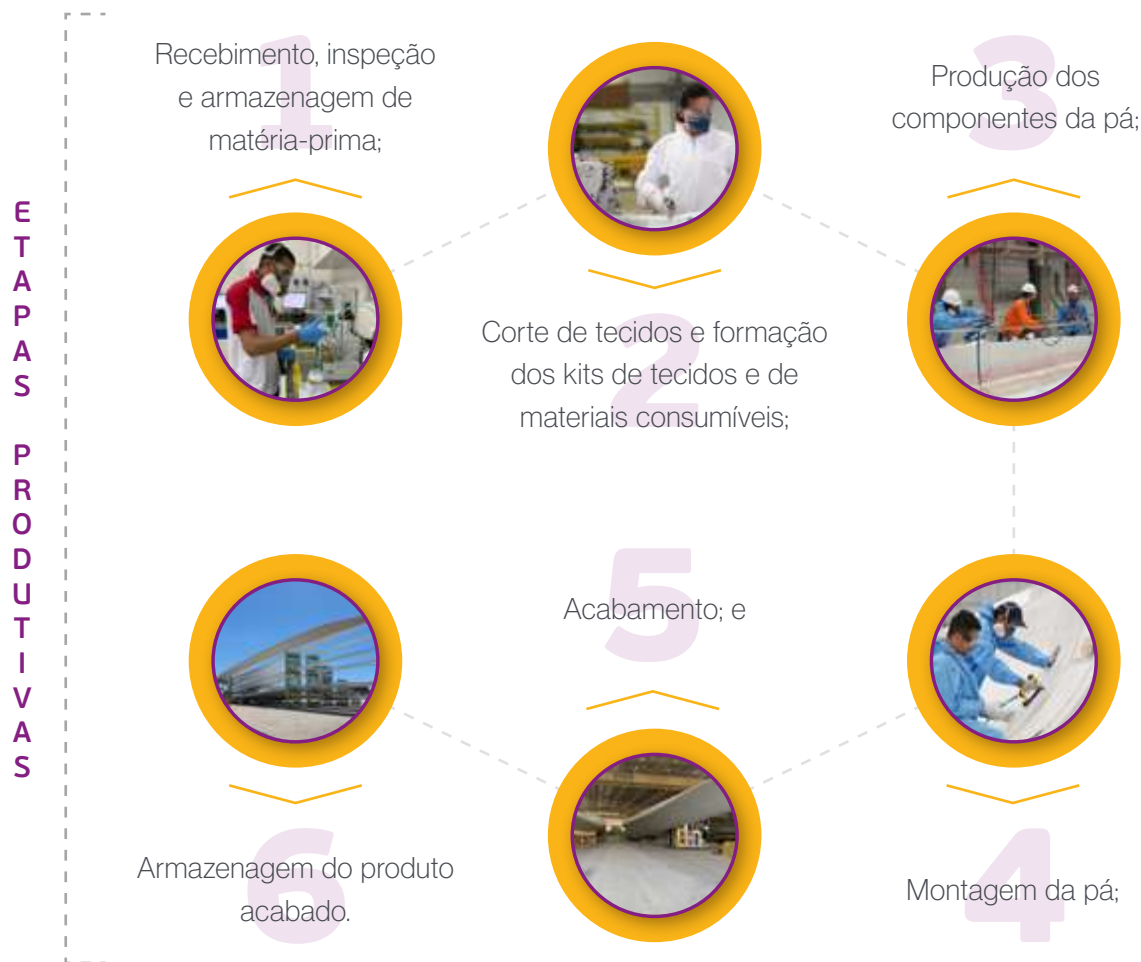 ETAPAS PRODUTIVAS
1
Recebimento, inspeção
e armazenagem de
matéria-prima;
2
Corte de tecidos e formação
dos kits de tecidos e de
materiais consumíveis;
3
Produção dos
componentes da pá;
4
Montagem da pá;
5
Acabamento; e
6
Armazenagem do produto
acabado.